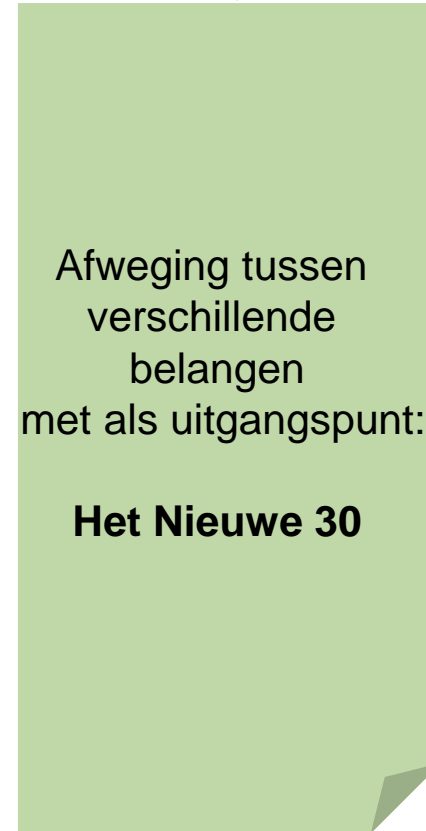 Afweging tussen
verschillende
belangen
met als uitgangspunt:
Het Nieuwe 30